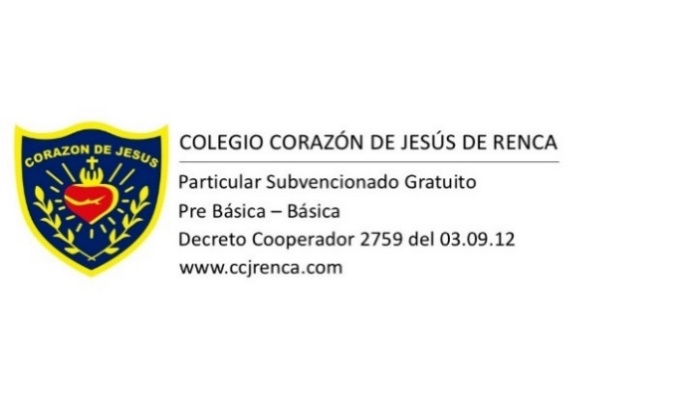 CORAZON DE JESUS
COLEGIO CORAZÓN DE JESÚS DE RENCA
Particular Subvencionado Gratuito
Pre Básica – Básica
Decreto Cooperador 2759 del 03.09.12
www.ccjrenca.com